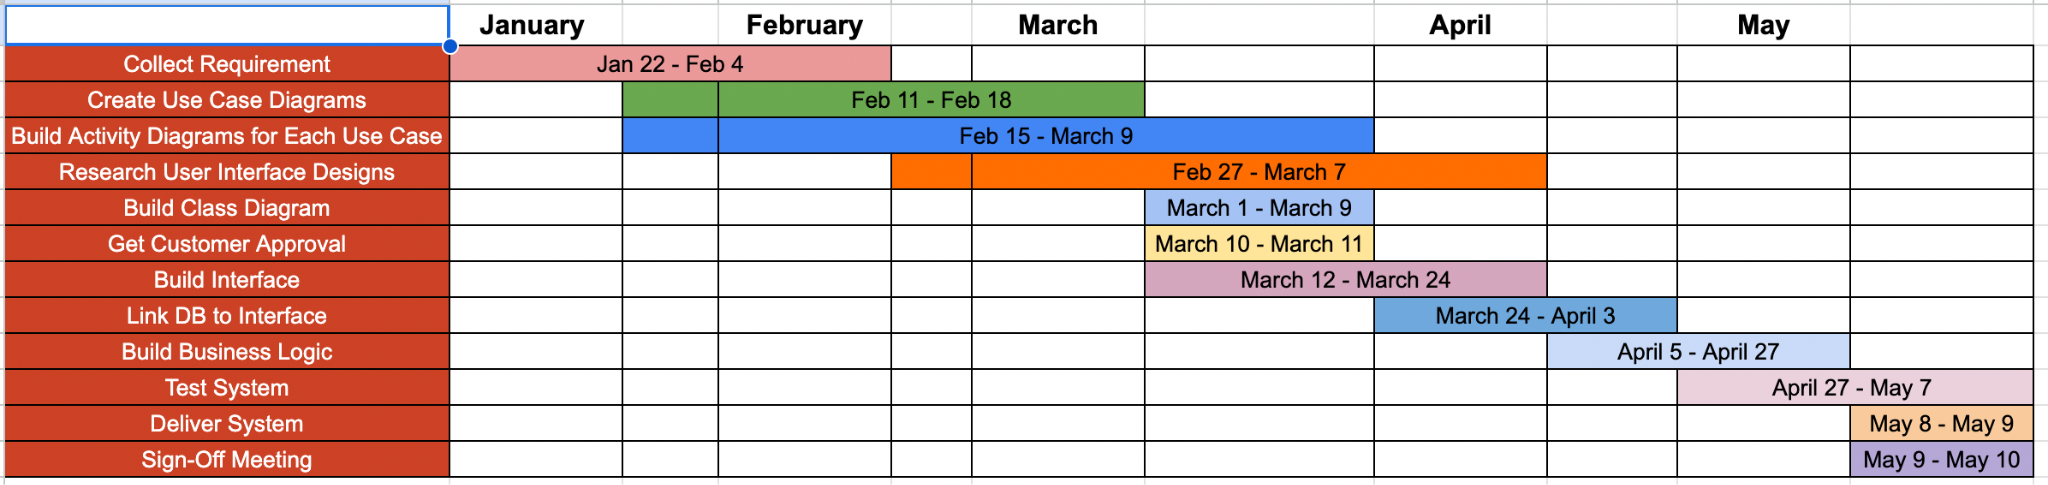 January February March April May
Collect Requirement Jan 22 - Feb 4
Create Use Case Diagrams Feb 11 - Feb 18
Build Activity Diagrams for Each Use Case Feb 15 - March 9
Research User Interface Designs Feb 27 - March 7
Build Class Diagram March 1 - March 9
Get Customer Approval March 10 - March 11
Build Interface March 12 - March 24
Link DB to Interface March 24 - April 3
Build Business Logic April 5 - April 27
Test System April 27 - May 7
Deliver System May 8 - May 9
Sign-Off Meeting May 9 - May 10